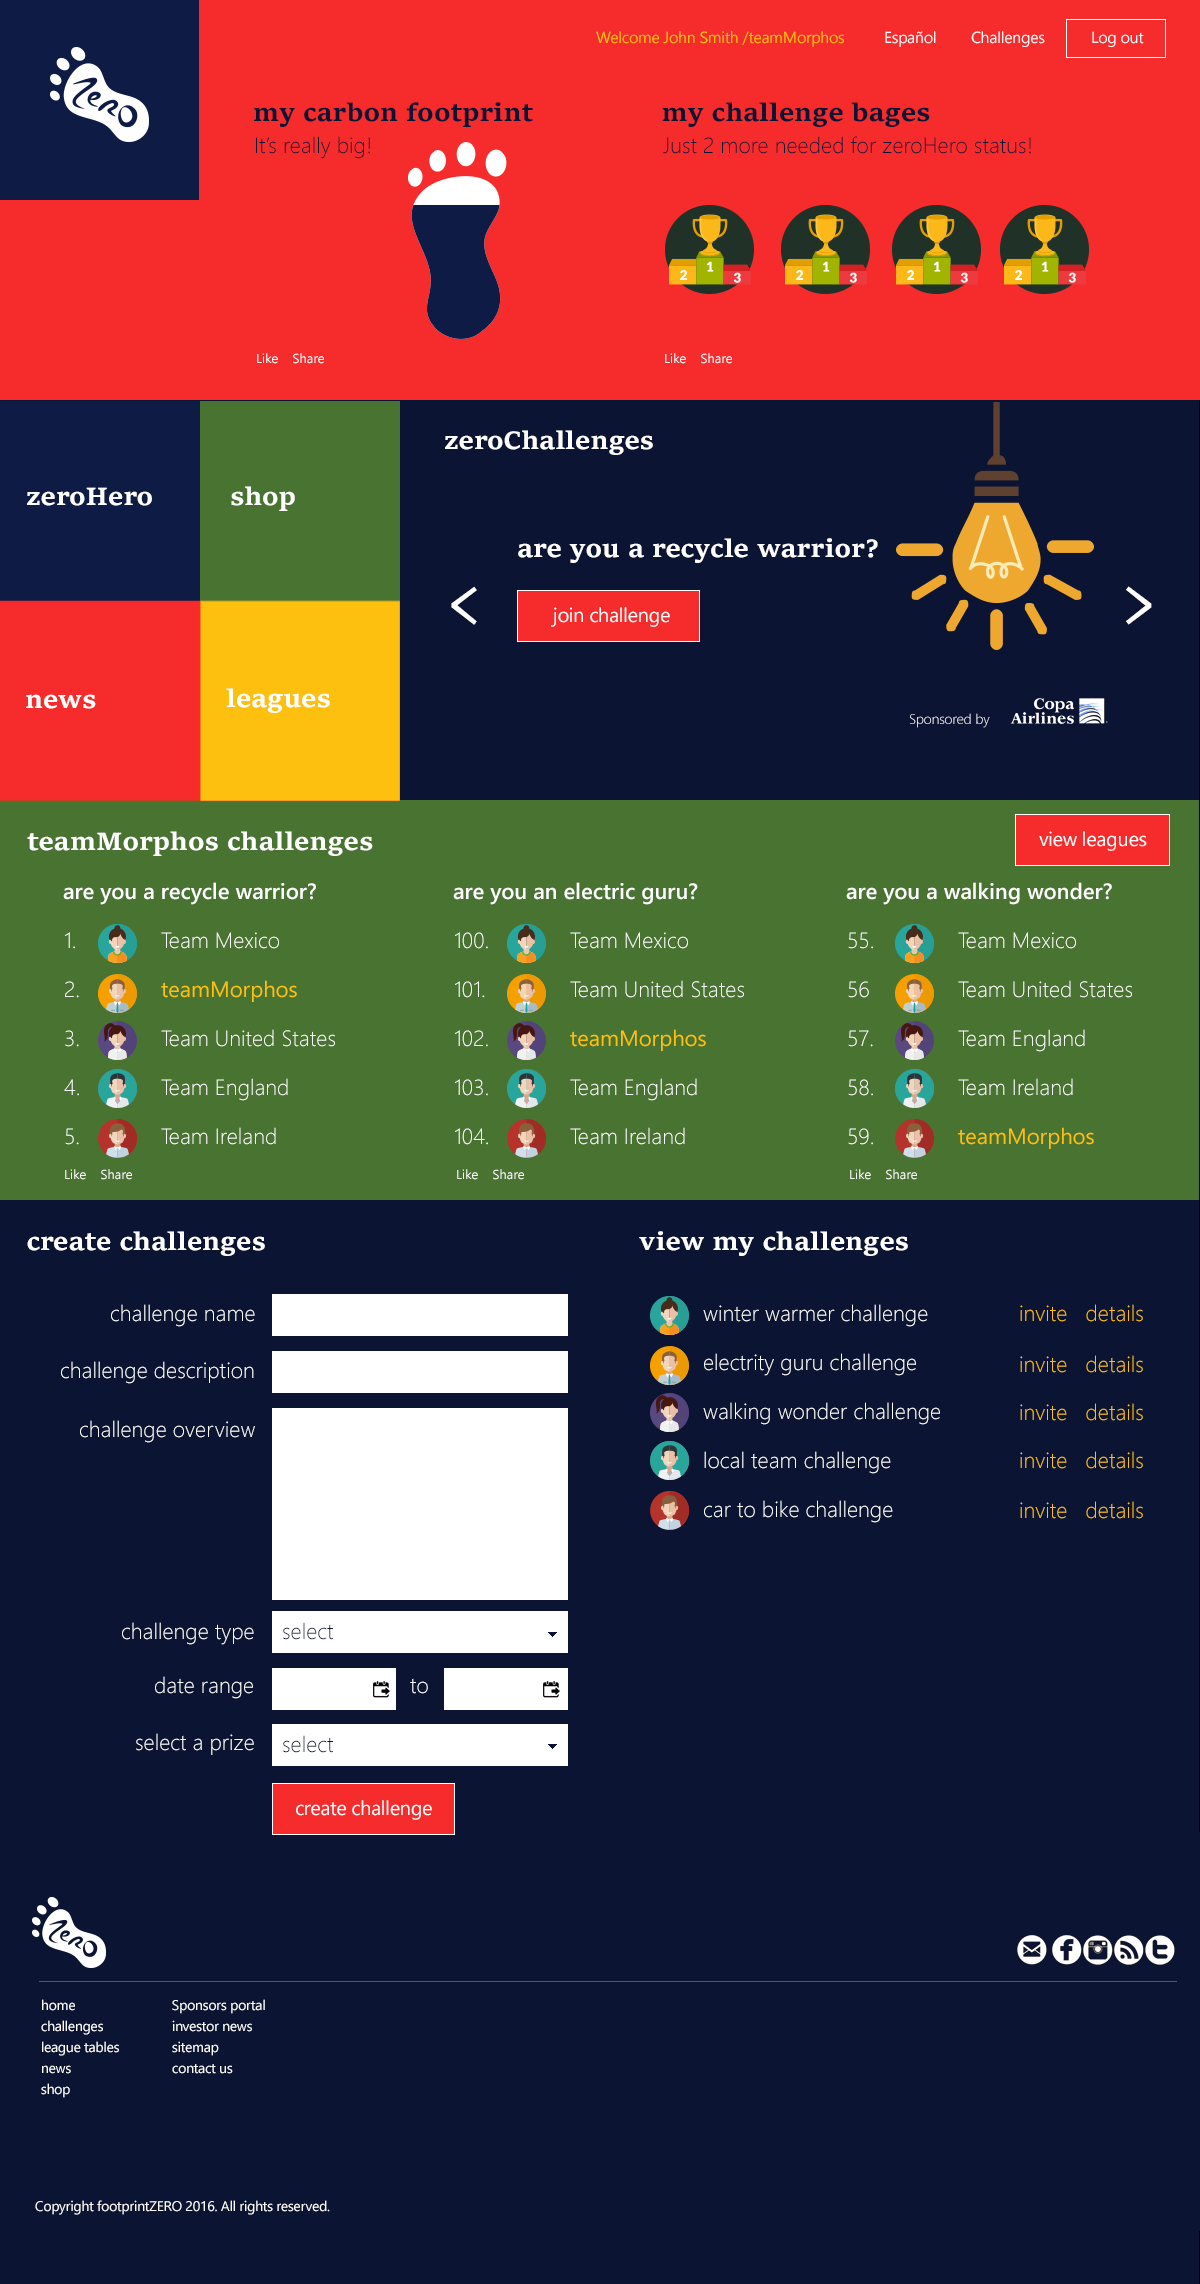 zero
Welcome John Smith /teamMorphos
Español
Challenges
Log out
my carbon footprint
It's really big!
Like Share
my challenge bages
Just 2 more needed for zeroHero status!
2 1 3
2 1 3
2 1 3
2 1 3
Like Share
zeroHero
shop
news
leagues
zeroChallenges
are you a recycle warrior?
join challenge
Sponsored by
Copa
Airlines
teamMorphos challenges
view leagues
are you a recycle warrior?
1. Team Mexico
2. teamMorphos
3. Team United States
4. Team England
5. Team Ireland
Like Share
are you an electric guru?
100. Team Mexico
101. Team United States
102. teamMorphos
103. Team England
104. Team Ireland
Like Share
are you a walking wonder?
55. Team Mexico
56 Team United States
57. Team England
58. Team Ireland
59. teamMorphos
Like Share
create challenges
challenge name
challenge description
challenge overview
challenge type select
date range to
select a prize select
create challenge
view my challenges
winter warmer challenge invite details
electrity guru challenge invite details
walking wonder challenge invite details
local team challenge invite details
car to bike challenge invite details
zero
home
challenges
league tables
news
shop
Sponsors portal
investor news
sitemap
contact us
Copyright footprintZERO 2016. All rights reserved.